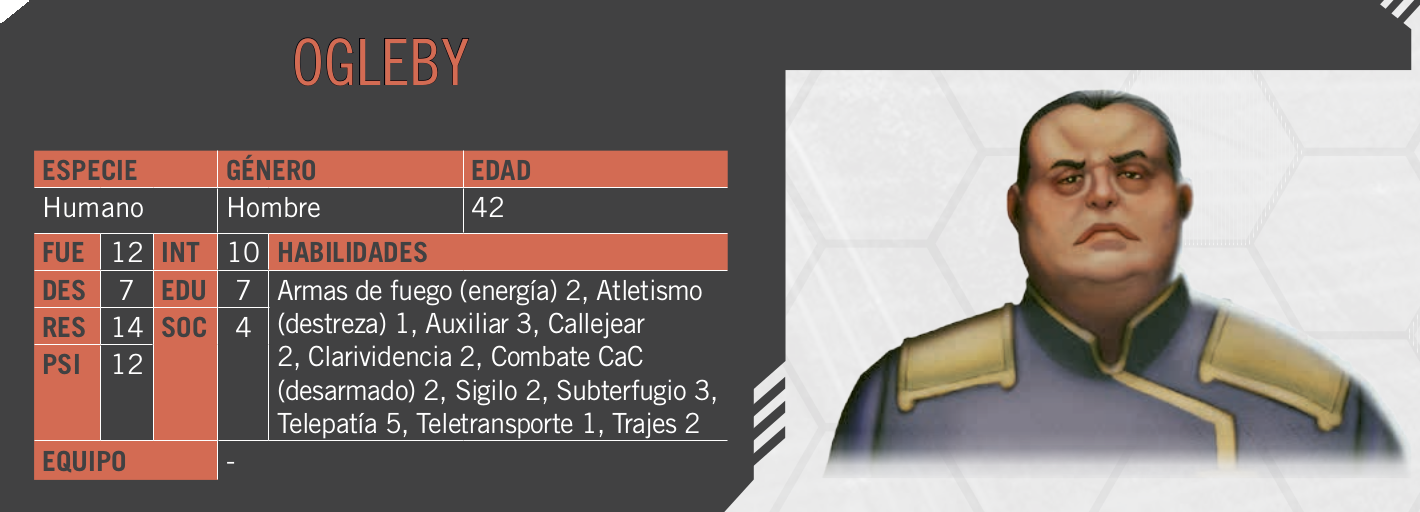 OGLEBY
ESPECIE GÉNERO EDAD
Humano Hombre 42
FUE 12 INT 10 HABILIDADES
DES 7 EDU 7 Armas de fuego (energía) 2, Atletismo
RES 14 SOC 4 (destreza) 1, Auxiliar 3, Callejear
PSI 12 2, Clarividencia 2, Combate CaC
(desarmado) 2, Sigilo 2, Subterfugio 3,
Telepatía 5, Teletransporte 1, Trajes 2
EQUIPO -